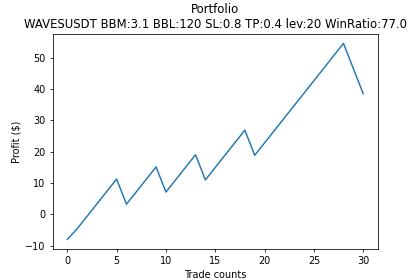 Portfolio
WAVESUSDT BBM:3.1 BBL:120 SL:0.8 TP:0.4 lev:20 WinRatio:77.0
50
40
30
20
10
0
−10
Profit ($)
0 5 10 15 20 25 30
Trade counts